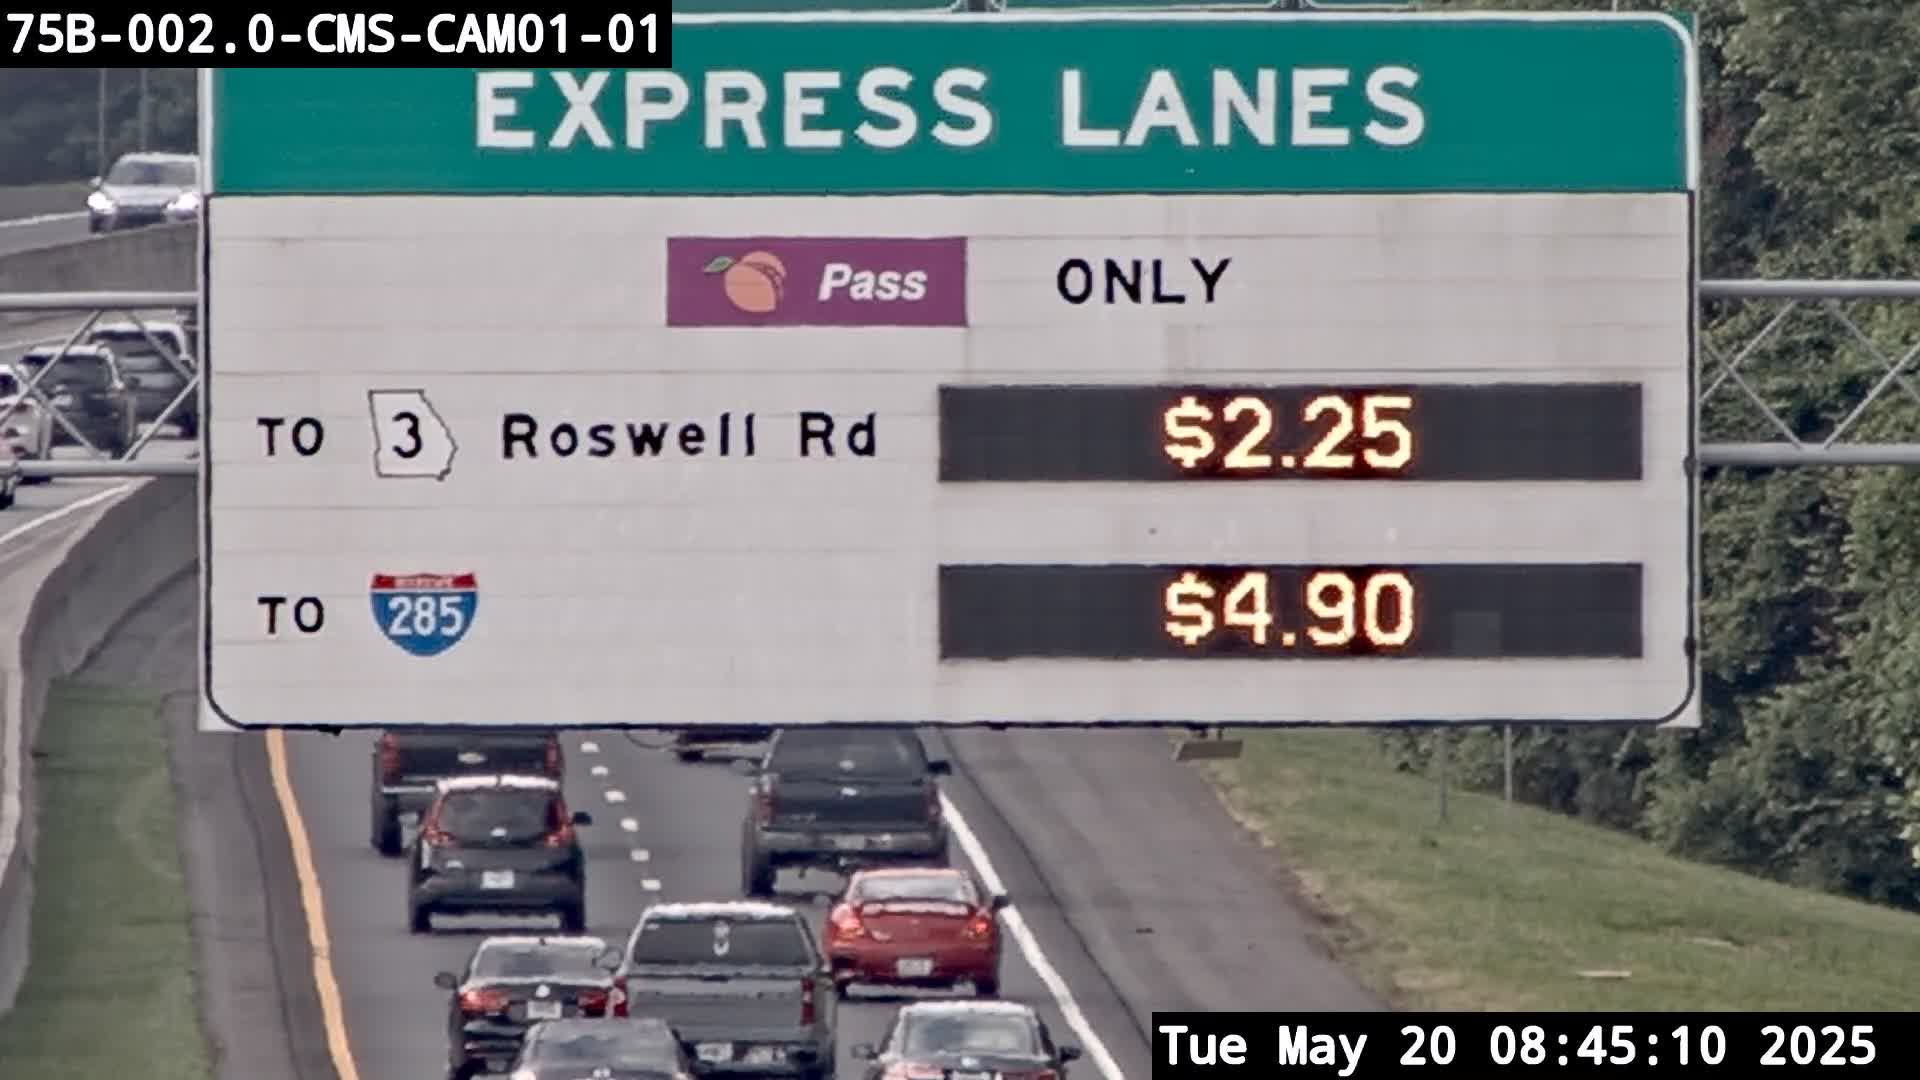 75B-002.0-CMS-CAM01-01
EXPRESS LANES
Pass ONLY
TO 3 Roswell Rd $2.25
TO 285 $4.90
Tue May 20 08:45:10 2025